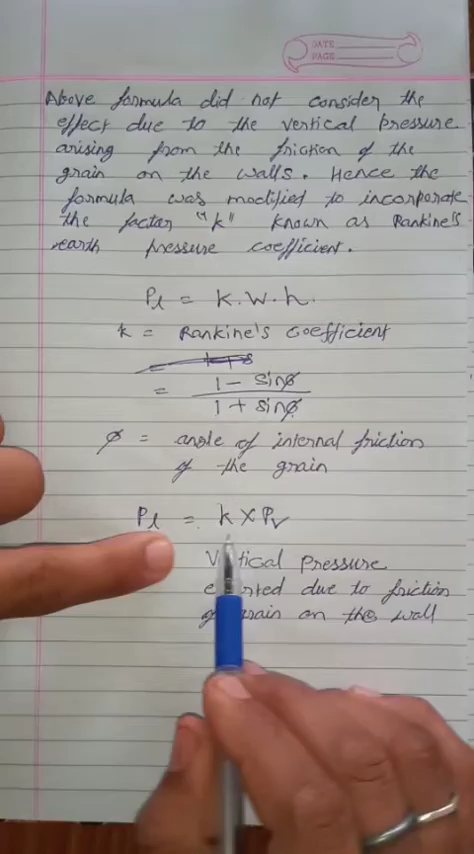 DATE
PAGE
Above formula did not consider the
effect due to the vertical pressure
arising from the friction of the
grain on the walls. Hence the
formula was modified to incorporate
the factor "k" known as Rankine's
earth pressure coefficient.
Pl = K.W.h.
k = Rankine's coefficient
= 1 - sinø / 1 + sinø
ø = angle of internal friction
of the grain
Pl = k x Pv
Vertical pressure
exerted due to friction
grain on the wall